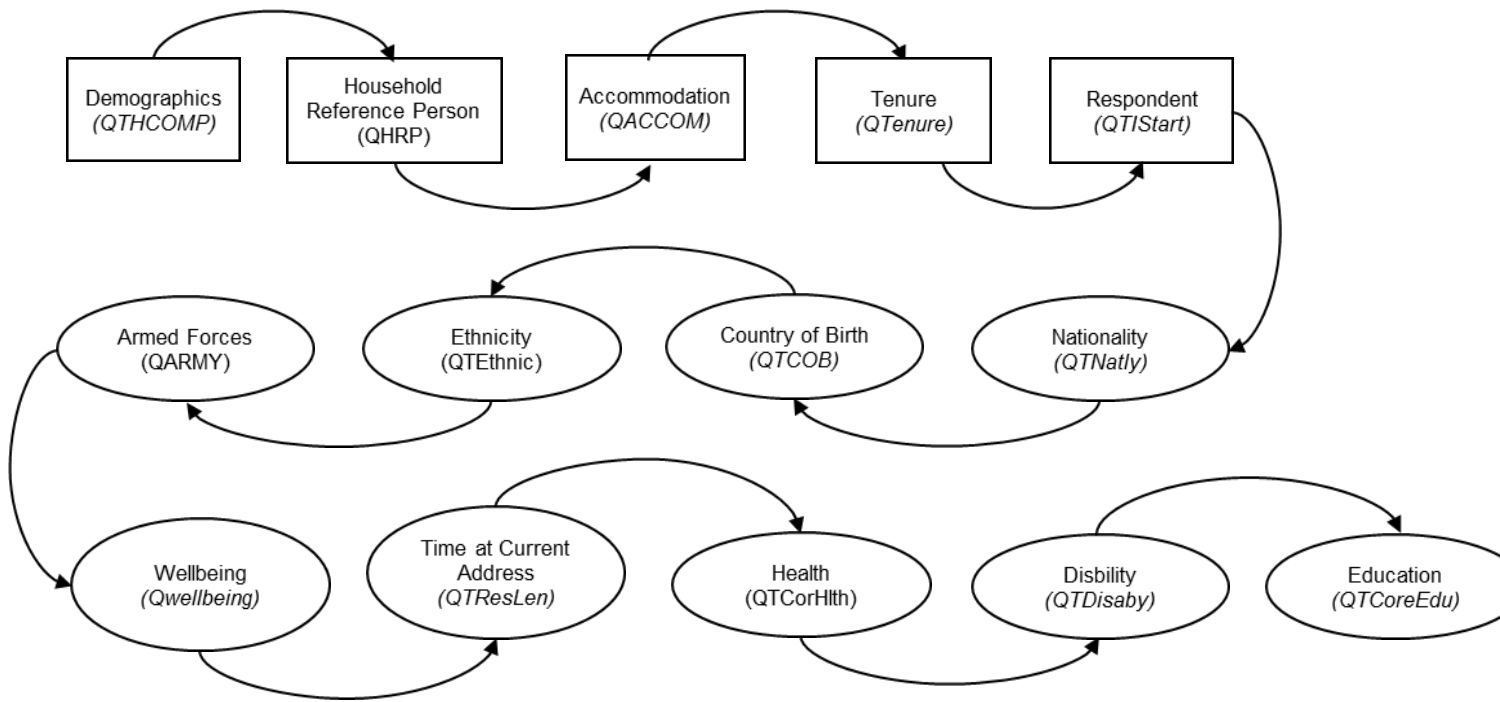 Demographics
(QTHCOMP)
Household
Reference Person
(QHRP)
Accommodation
(QACCOM)
Tenure
(QTenure)
Respondent
(QTIStart)
Armed Forces
(QARMY)
Ethnicity
(QTEthnic)
Country of Birth
(QTCOB)
Nationality
(QTNatly)
Wellbeing
(Qwellbeing)
Time at Current
Address
(QTResLen)
Health
(QTCorHlth)
Disbility
(QTDisaby)
Education
(QTCoreEdu)